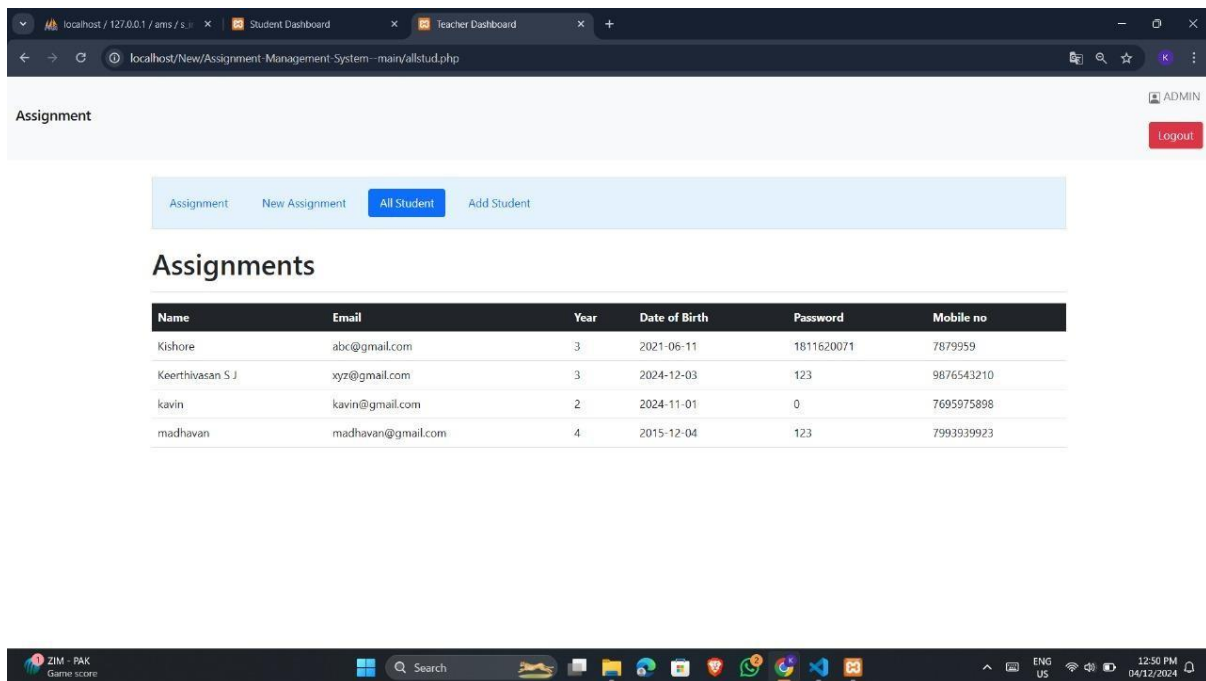 localhost / 127.0.0.1 / ams / s_i
Student Dashboard
Teacher Dashboard
localhost/New/Assignment-Management-System--main/allstud.php
K
ADMIN
Assignment
Logout
Assignment New Assignment All Student Add Student
Assignments
Name Email Year Date of Birth Password Mobile no
Kishore abc@gmail.com 3 2021-06-11 1811620071 7879959
Keerthivasan S J xyz@gmail.com 3 2024-12-03 123 9876543210
kavin kavin@gmail.com 2 2024-11-01 0 7695975898
madhavan madhavan@gmail.com 4 2015-12-04 123 7993939923
1
ZIM - PAK
Game score
Search
2
ENG
US
12:50 PM
04/12/2024